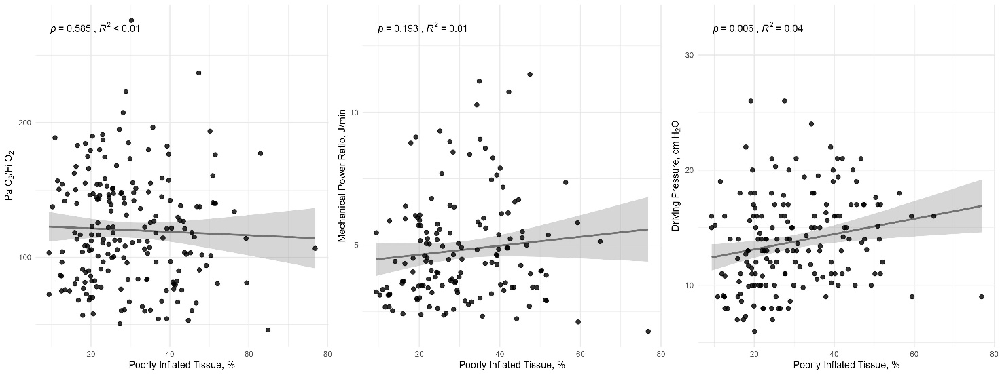 p = 0.585 , R² < 0.01
Pa O₂/Fi O₂
200
100
20 40 60 80
Poorly Inflated Tissue, %
p = 0.193 , R² = 0.01
Mechanical Power Ratio, J/min
10
5
20 40 60 80
Poorly Inflated Tissue, %
p = 0.006 , R² = 0.04
Driving Pressure, cm H₂O
30
20
10
20 40 60 80
Poorly Inflated Tissue, %